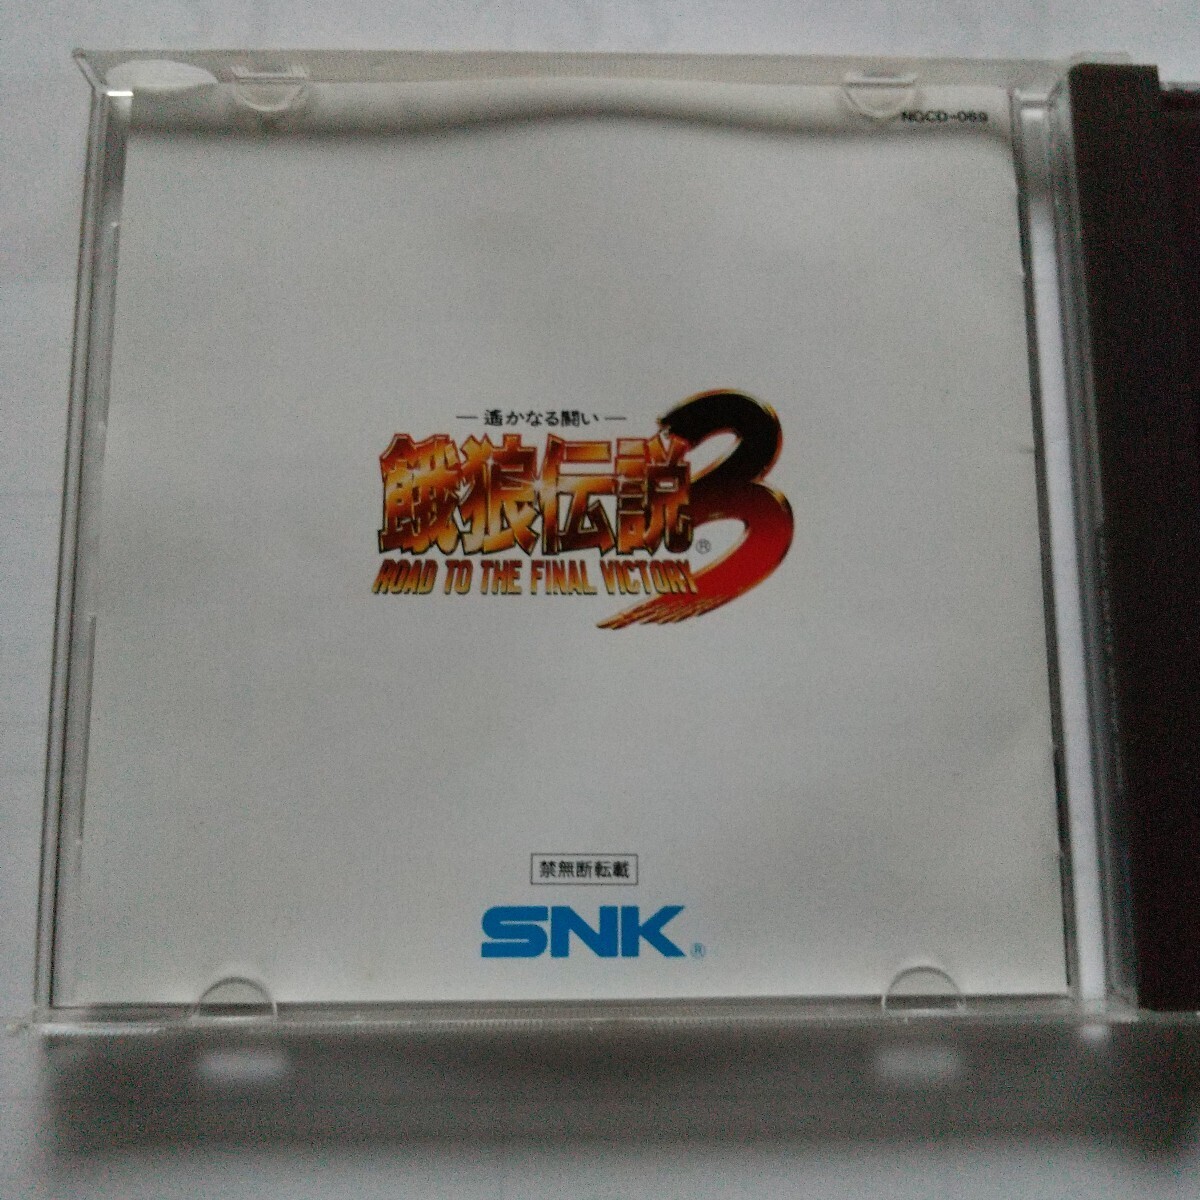 NGCD-069
— 遥かなる闘い —
餓狼伝説3®
ROAD TO THE FINAL VICTORY
禁無断転載
SNK®